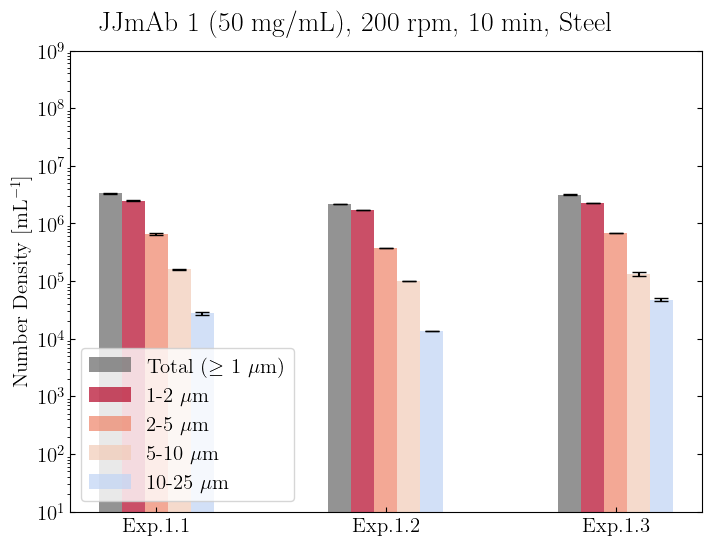 JJmAb 1 (50 mg/mL), 200 rpm, 10 min, Steel
Number Density [mL⁻¹]
10⁹
10⁸
10⁷
10⁶
10⁵
10⁴
10³
10²
10¹
Total (≥ 1 μm)
1-2 μm
2-5 μm
5-10 μm
10-25 μm
Exp.1.1 Exp.1.2 Exp.1.3